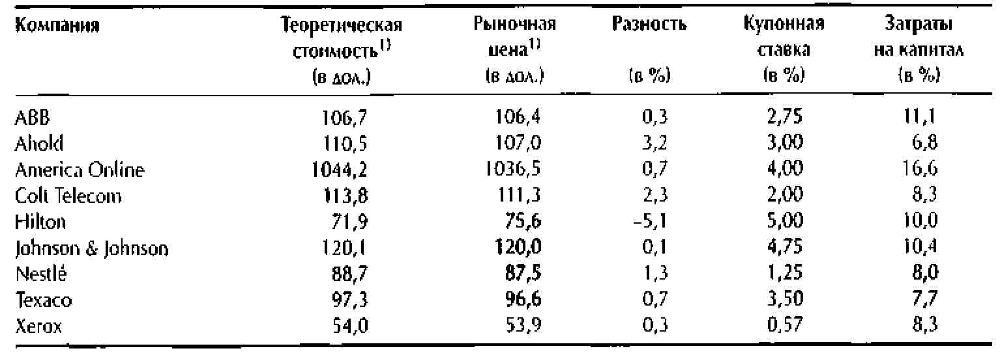 Компания Теоретическая Рыночная Разность Купонная Затраты
стоимость1) цена1) ставка на капитал
(в дол.) (в дол.) (в %) (в %) (в %)
ABB 106,7 106,4 0,3 2,75 11,1
Ahold 110,5 107,0 3,2 3,00 6,8
America Online 1044,2 1036,5 0,7 4,00 16,6
Colt Telecom 113,8 111,3 2,3 2,00 8,3
Hilton 71,9 75,6 –5,1 5,00 10,0
Johnson & Johnson 120,1 120,0 0,1 4,75 10,4
Nestlé 88,7 87,5 1,3 1,25 8,0
Texaco 97,3 96,6 0,7 3,50 7,7
Xerox 54,0 53,9 0,3 0,57 8,3